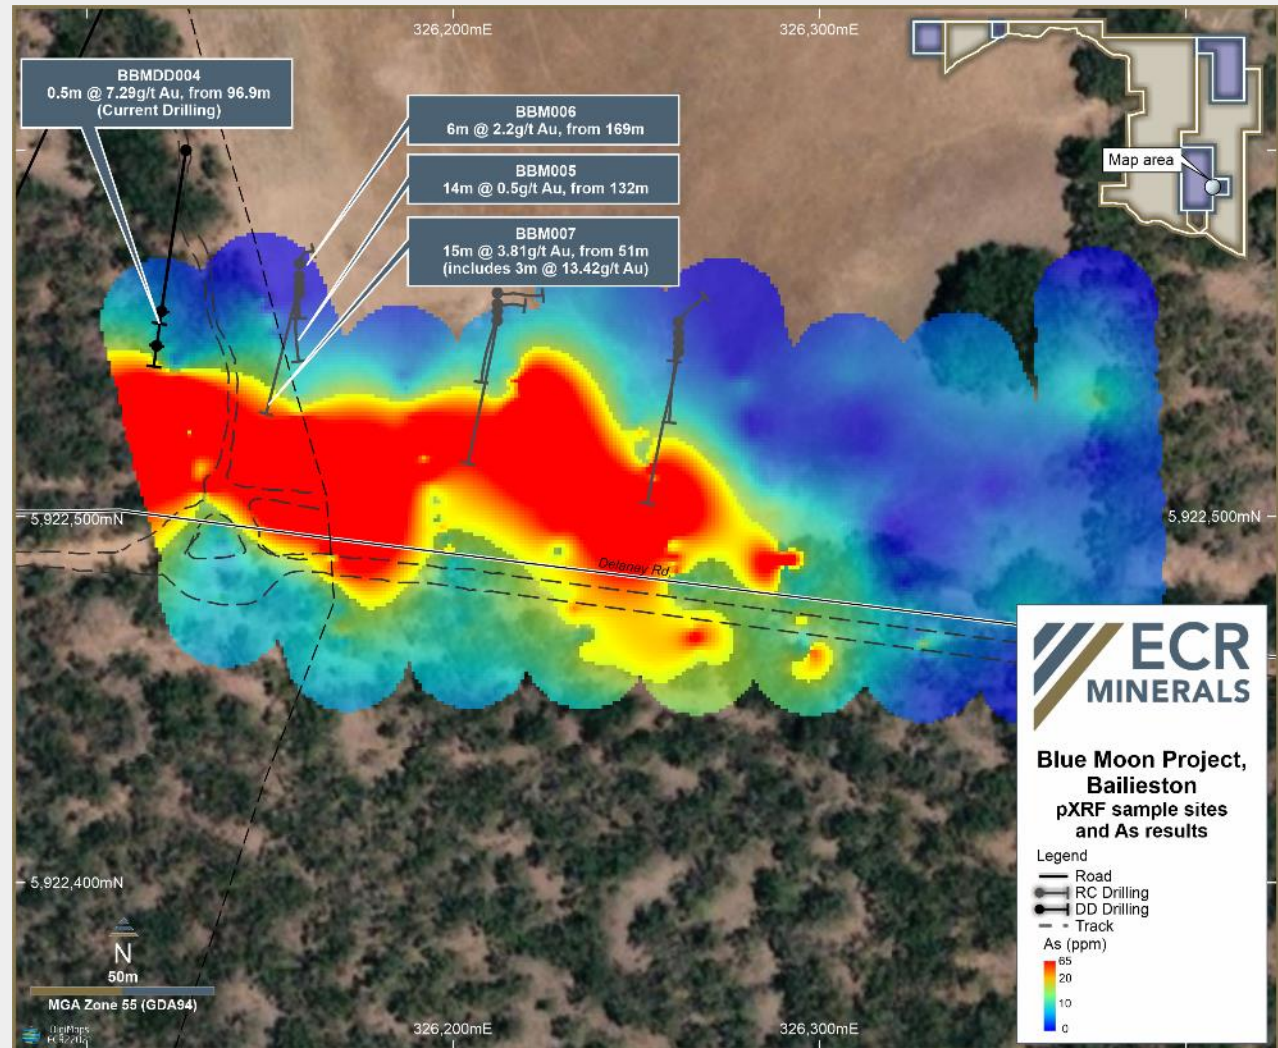 326,200mE
326,300mE
BBMDD004
0.5m @ 7.29g/t Au, from 96.9m
(Current Drilling)
BBM006
6m @ 2.2g/t Au, from 169m
BBM005
14m @ 0.5g/t Au, from 132m
BBM007
15m @ 3.81g/t Au, from 51m
(includes 3m @ 13.42g/t Au)
Map area
5,922,500mN
5,922,500mN
Delaney Rd
5,922,400mN
N
50m
MGA Zone 55 (GDA94)
DigiMaps
326,200mE
326,300mE
ECR
MINERALS
Blue Moon Project,
Bailieston
pXRF sample sites
and As results
Legend
Road
RC Drilling
DD Drilling
Track
As (ppm)
65
20
10
0